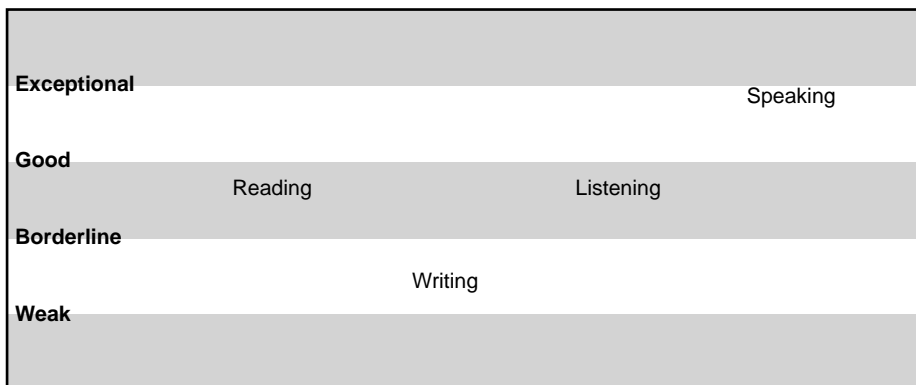 Exceptional
Speaking
Good
Reading Listening
Borderline
Writing
Weak